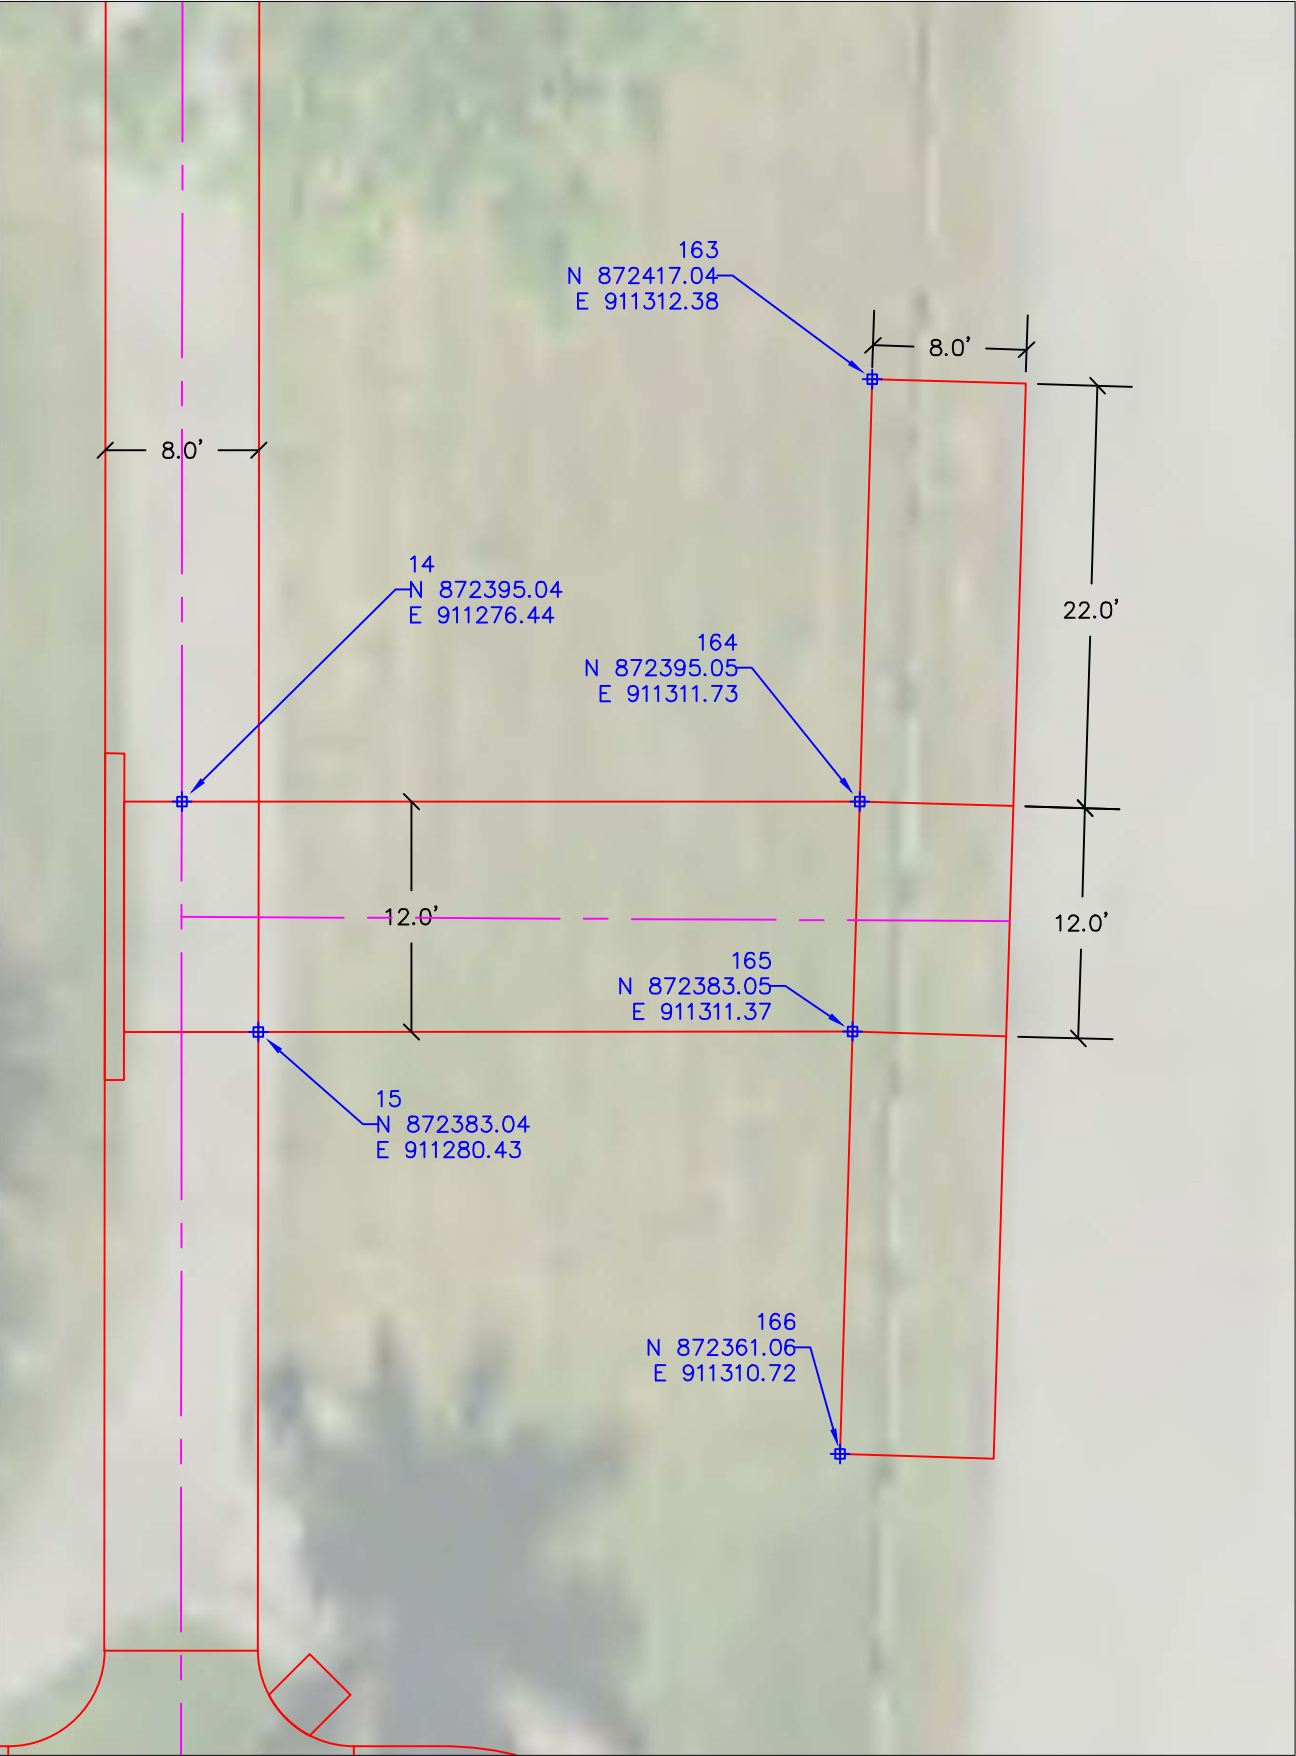 163
N 872417.04
E 911312.38
8.0'
8.0'
14
N 872395.04
E 911276.44
22.0'
164
N 872395.05
E 911311.73
12.0'
12.0'
165
N 872383.05
E 911311.37
15
N 872383.04
E 911280.43
166
N 872361.06
E 911310.72